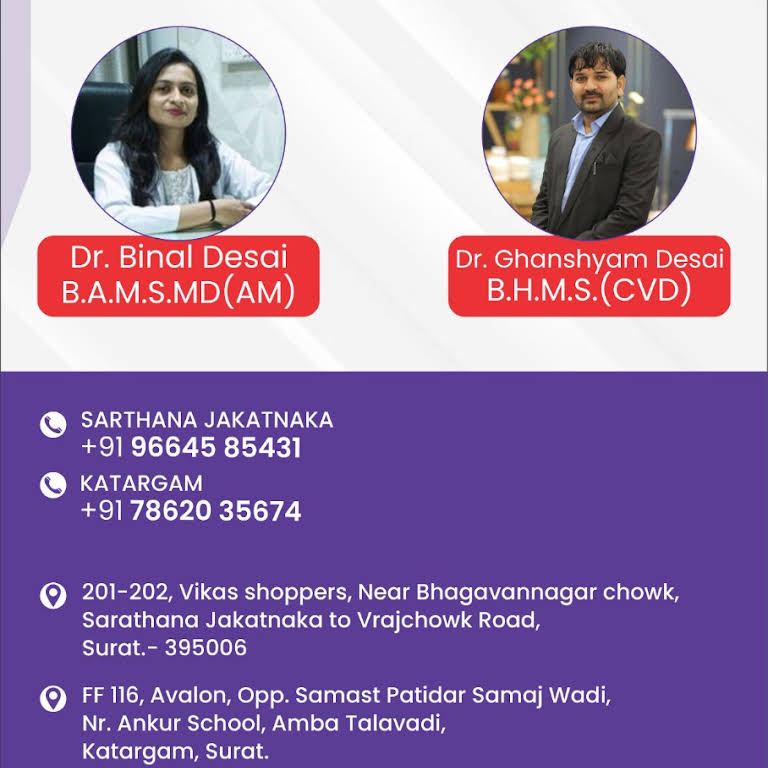 Dr. Binal Desai
B.A.M.S.MD(AM)
Dr. Ghanshyam Desai
B.H.M.S.(CVD)
SARTHANA JAKATNAKA
+91 96645 85431
KATARGAM
+91 78620 35674
201-202, Vikas shoppers, Near Bhagavannagar chowk,
Sarathana Jakatnaka to Vrajchowk Road,
Surat.- 395006
FF 116, Avalon, Opp. Samast Patidar Samaj Wadi,
Nr. Ankur School, Amba Talavadi,
Katargam, Surat.